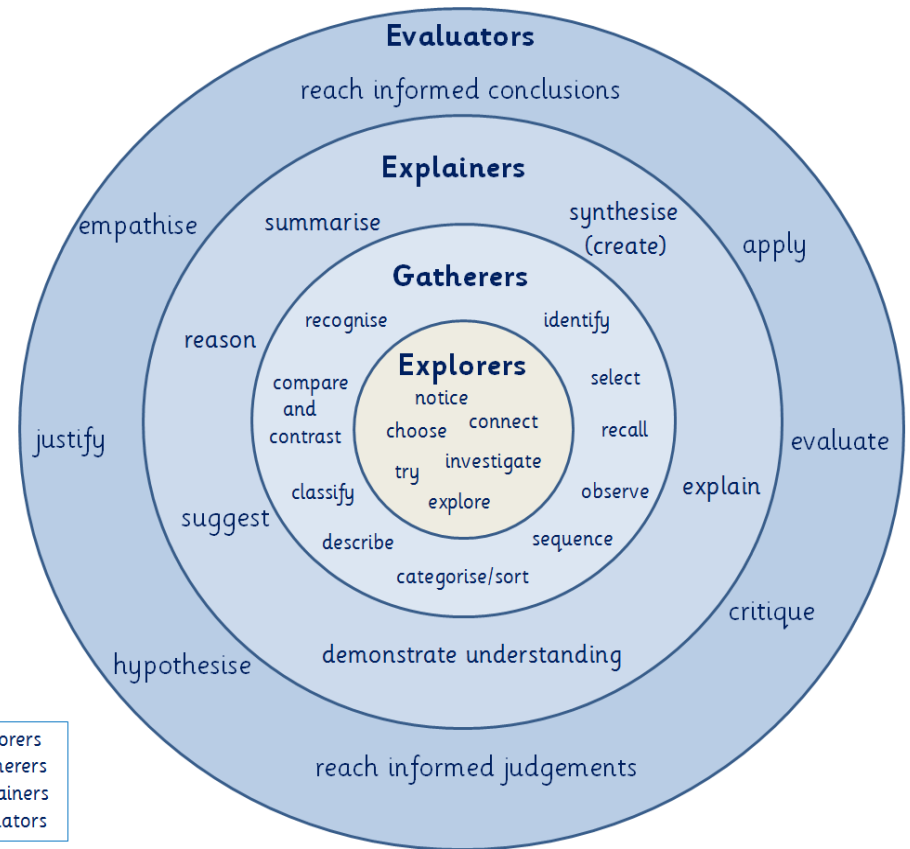 Evaluators
reach informed conclusions
Explainers
empathise
summarise
synthesise
(create)
apply
Gatherers
recognise
identify
reason
Explorers
notice
connect
choose
investigate
try
explore
compare
and
contrast
select
recall
justify
evaluate
classify
observe
explain
suggest
describe
sequence
categorise/sort
critique
demonstrate understanding
hypothesise
reach informed judgements